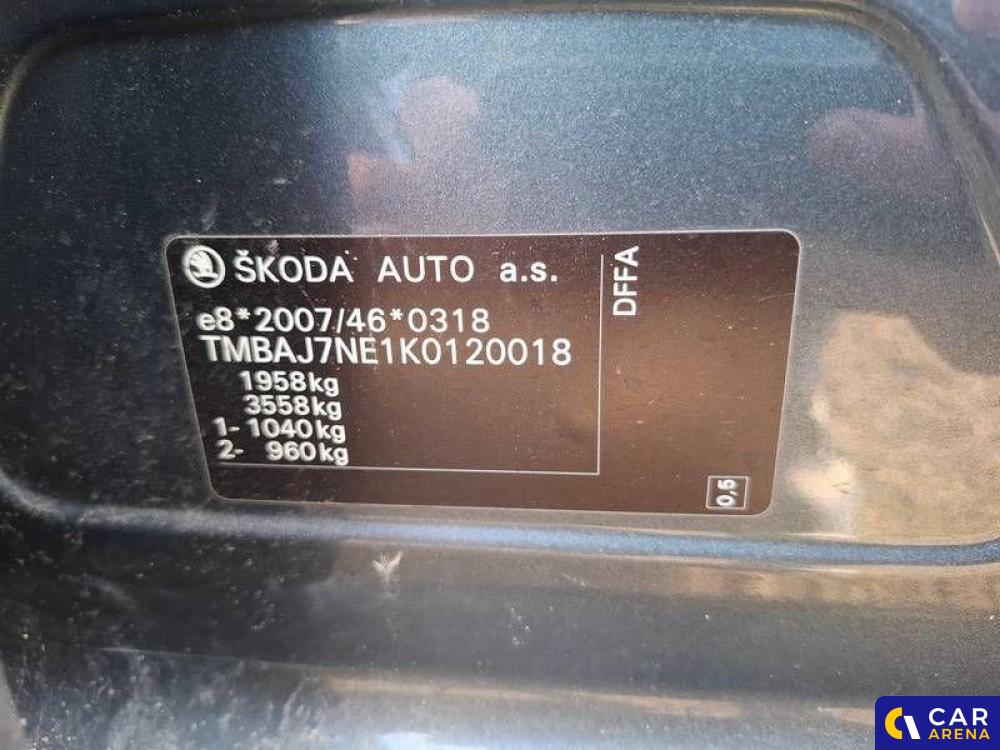 ŠKODA AUTO a.s.
e8*2007/46*0318
TMBAJ7NE1K0120018
1958kg
3558kg
1- 1040kg
2- 960kg
DFFA
0,5
CAR
ARENA